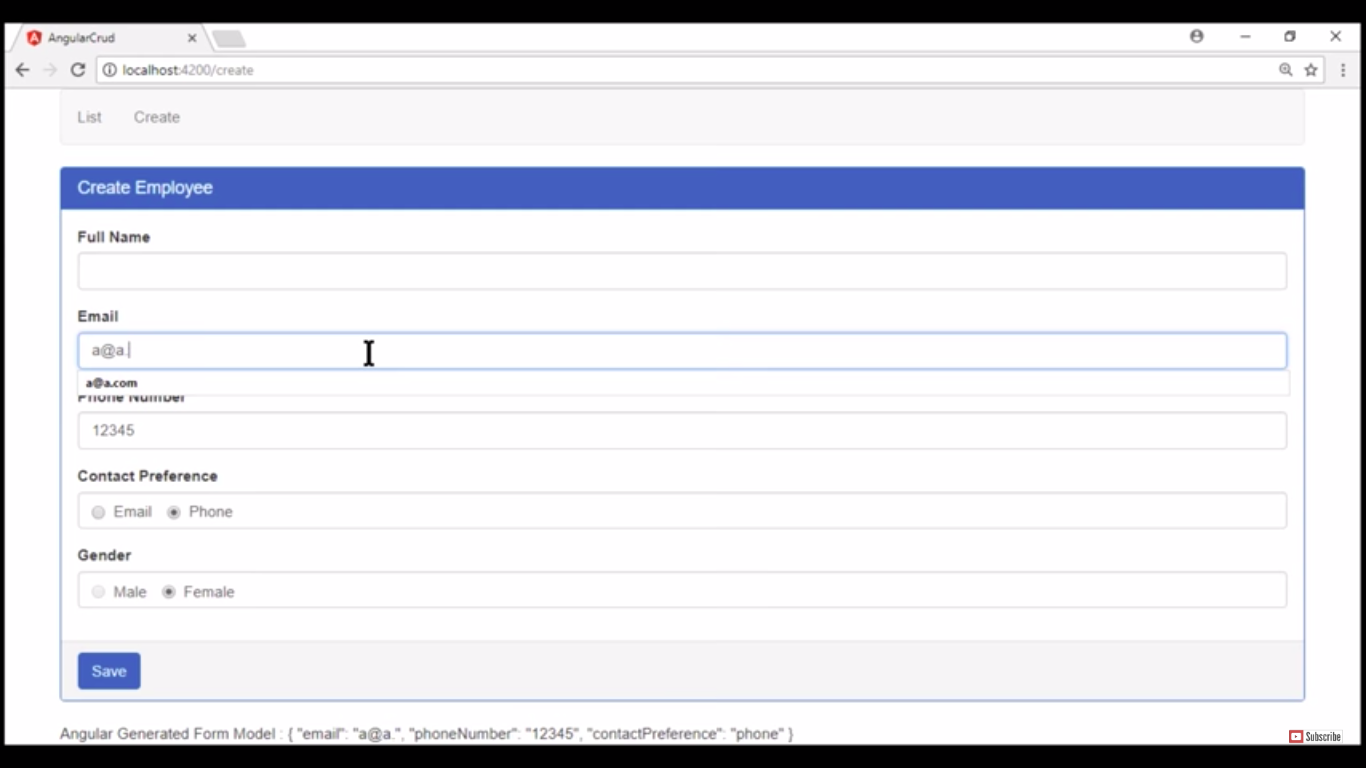 AngularCrud
localhost:4200/create
List Create
Create Employee
Full Name
Email
a@a.
a@a.com
Phone Number
12345
Contact Preference
Email Phone
Gender
Male Female
Save
Angular Generated Form Model : { "email": "a@a.", "phoneNumber": "12345", "contactPreference": "phone" }
Subscribe